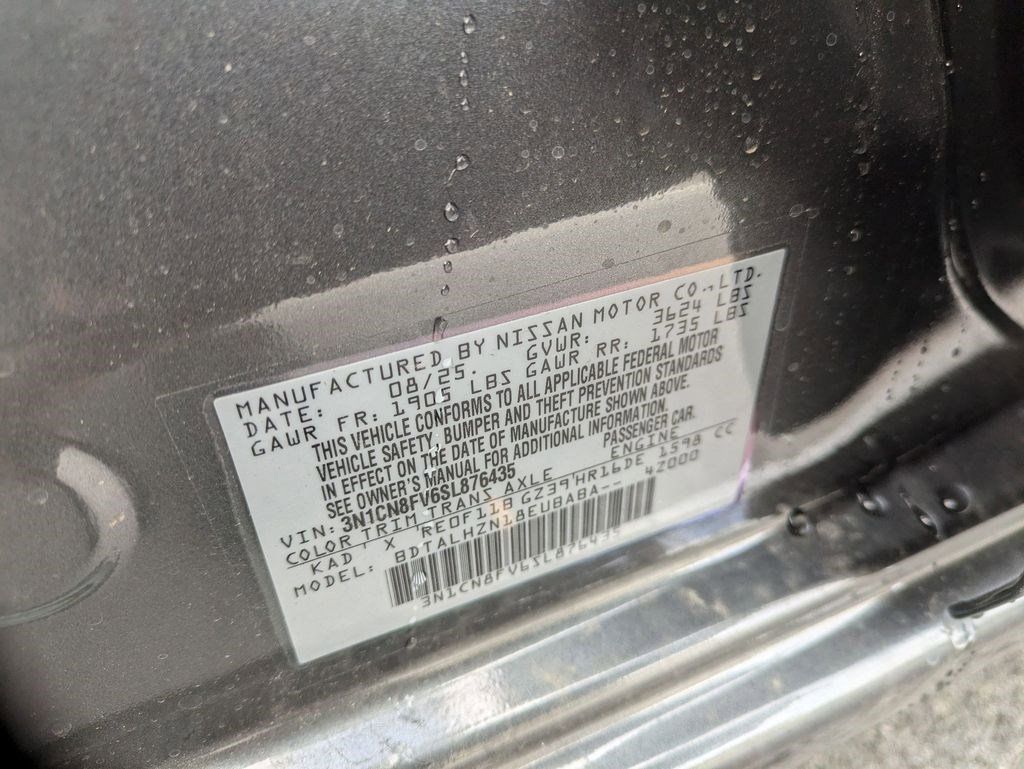 MANUFACTURED BY NISSAN MOTOR CO.,LTD.
DATE: 08/25. GVWR: 3624 LBS
GAWR FR: 1905 LBS GAWR RR: 1735 LBS
THIS VEHICLE CONFORMS TO ALL APPLICABLE FEDERAL MOTOR
VEHICLE SAFETY, BUMPER AND THEFT PREVENTION STANDARDS
IN EFFECT ON THE DATE OF MANUFACTURE SHOWN ABOVE.
SEE OWNER'S MANUAL FOR ADDITIONAL INFORMATION.
VIN: 3N1CN8FV6SL876435 PASSENGER CAR.
COLOR TRIM TRANS AXLE ENGINE
KAD X RE0F11B GZ39 HR16DE 1598 CC
MODEL: BDTALHZN18EUBABA-- 4Z000
3N1CN8FV6SL876435